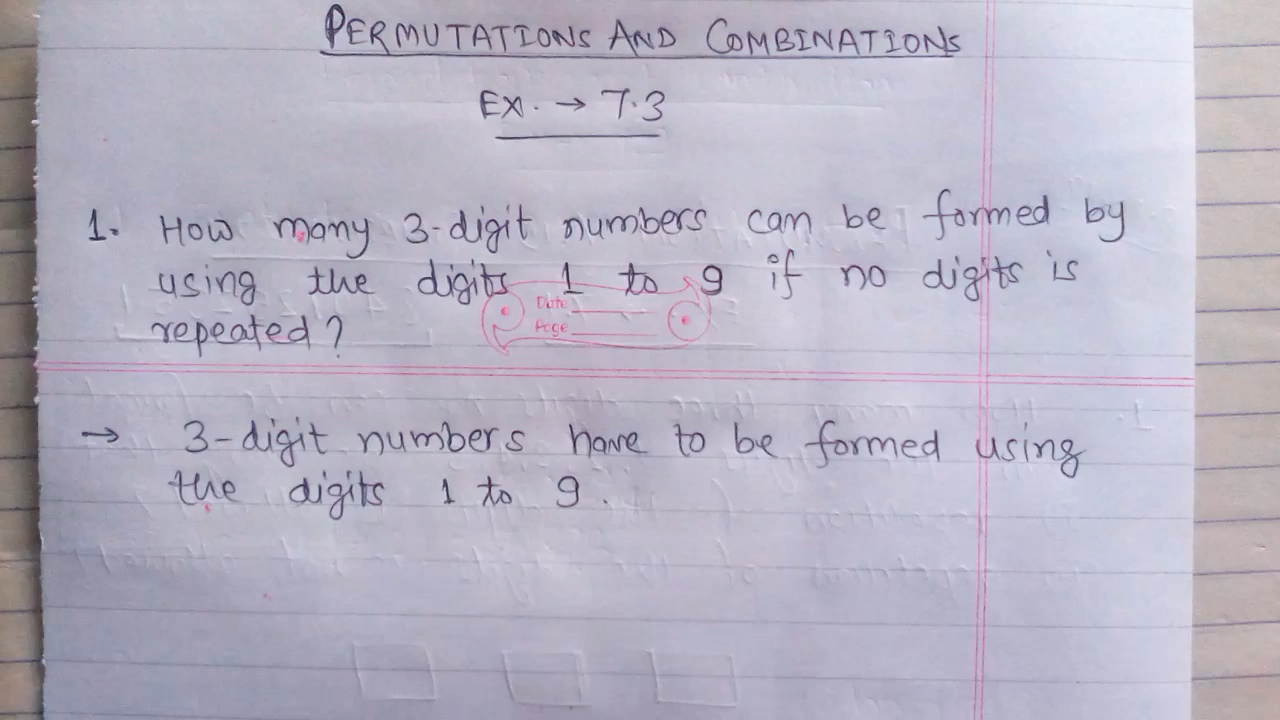 PERMUTATIONS AND COMBINATIONS
EX. → 7.3
1. How many 3-digit numbers can be formed by
using the digits 1 to 9 if no digits is
Date
Page
repeated?
→ 3-digit numbers have to be formed using
the digits 1 to 9.